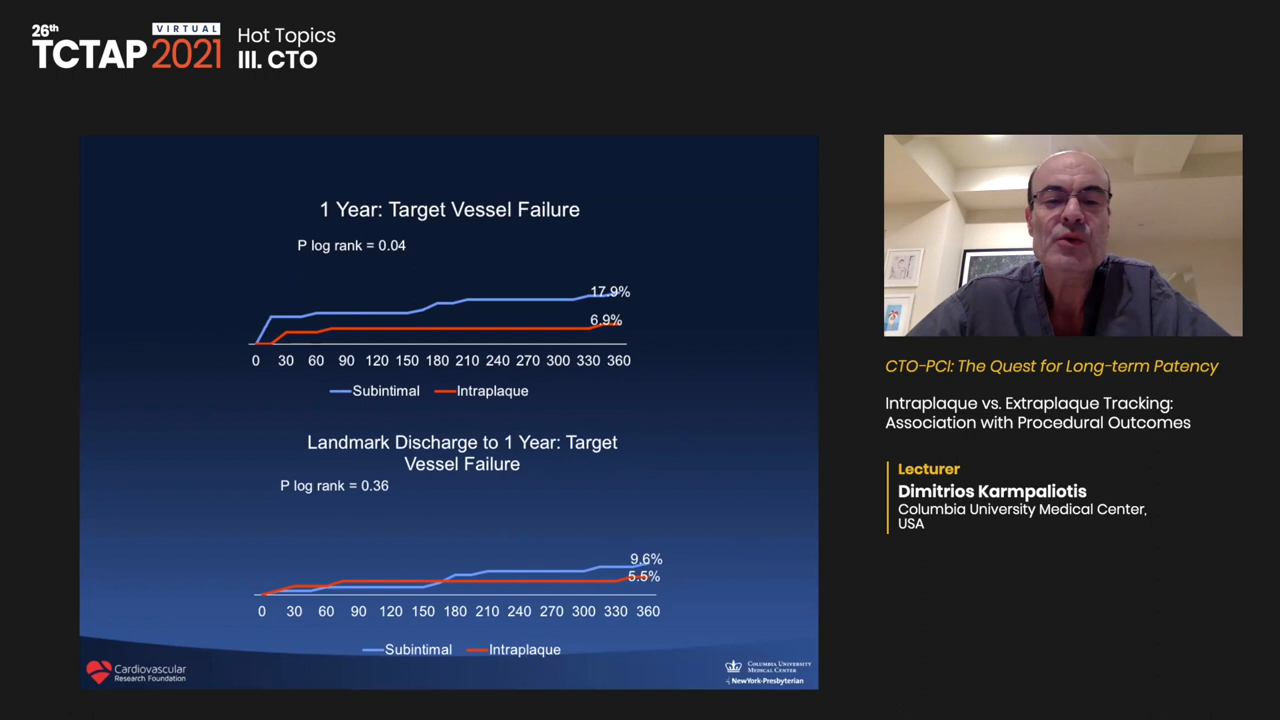 26th
VIRTUAL
TCTAP 2021
Hot Topics
III. CTO
1 Year: Target Vessel Failure
P log rank = 0.04
17.9%
6.9%
0 30 60 90 120 150 180 210 240 270 300 330 360
Subintimal Intraplaque
Landmark Discharge to 1 Year: Target
Vessel Failure
P log rank = 0.36
9.6%
5.5%
0 30 60 90 120 150 180 210 240 270 300 330 360
Subintimal Intraplaque
Cardiovascular
Research Foundation
COLUMBIA UNIVERSITY
MEDICAL CENTER
NewYork-Presbyterian
CTO-PCI: The Quest for Long-term Patency
Intraplaque vs. Extraplaque Tracking:
Association with Procedural Outcomes
Lecturer
Dimitrios Karmpaliotis
Columbia University Medical Center,
USA